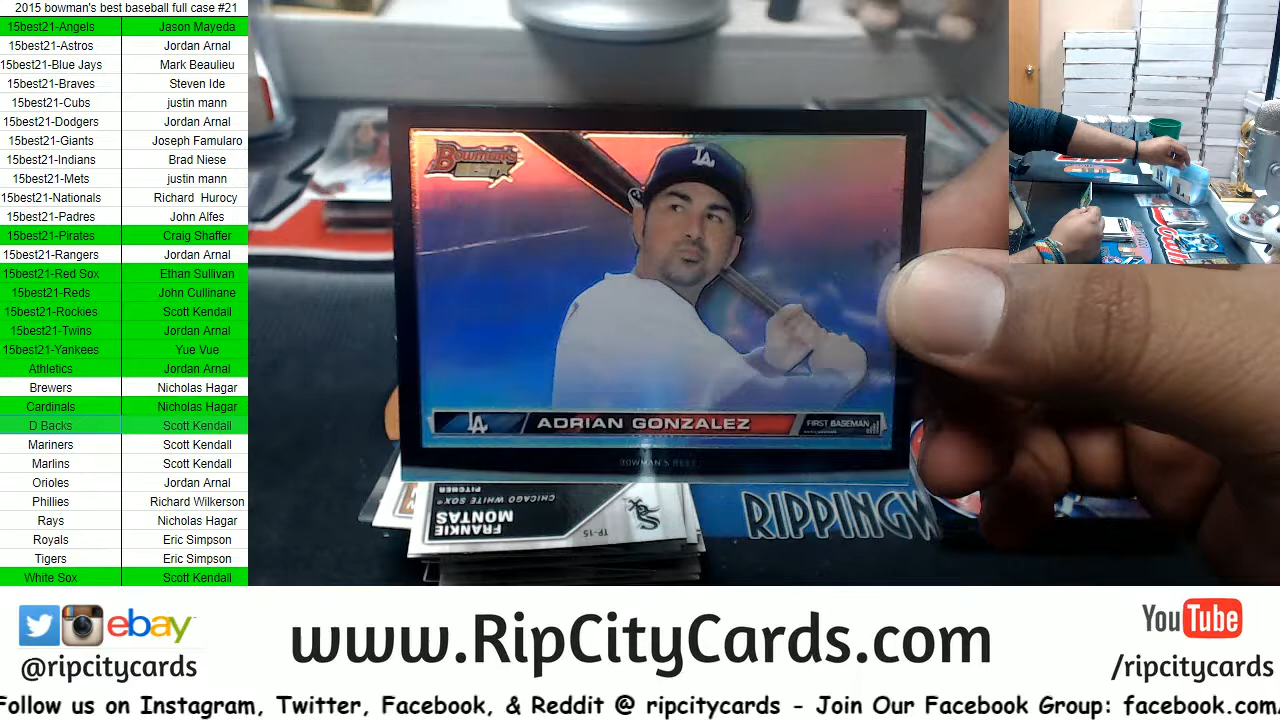 2015 bowman's best baseball full case #21
15best21-Angels Jason Mayeda
15best21-Astros Jordan Arnal
15best21-Blue Jays Mark Beaulieu
15best21-Braves Steven Ide
15best21-Cubs justin mann
15best21-Dodgers Jordan Arnal
15best21-Giants Joseph Famularo
15best21-Indians Brad Niese
15best21-Mets justin mann
15best21-Nationals Richard Hurocy
15best21-Padres John Alfes
15best21-Pirates Craig Shaffer
15best21-Rangers Jordan Arnal
15best21-Red Sox Ethan Sullivan
15best21-Reds John Cullinane
15best21-Rockies Scott Kendall
15best21-Twins Jordan Arnal
15best21-Yankees Yue Vue
Athletics Jordan Arnal
Brewers Nicholas Hagar
Cardinals Nicholas Hagar
D Backs Scott Kendall
Mariners Scott Kendall
Marlins Scott Kendall
Orioles Jordan Arnal
Phillies Richard Wilkerson
Rays Nicholas Hagar
Royals Eric Simpson
Tigers Eric Simpson
White Sox Scott Kendall
Bowman's
BEST
LA
LA ADRIAN GONZALEZ FIRST BASEMAN
BOWMAN'S BEST
TP-15
FRANKIE
MONTAS
CHICAGO WHITE SOX
PITCHER
RIPPINGW
ebay
@ripcitycards
www.RipCityCards.com
YouTube
/ripcitycards
Follow us on Instagram, Twitter, Facebook, & Reddit @ ripcitycards - Join Our Facebook Group: facebook.com